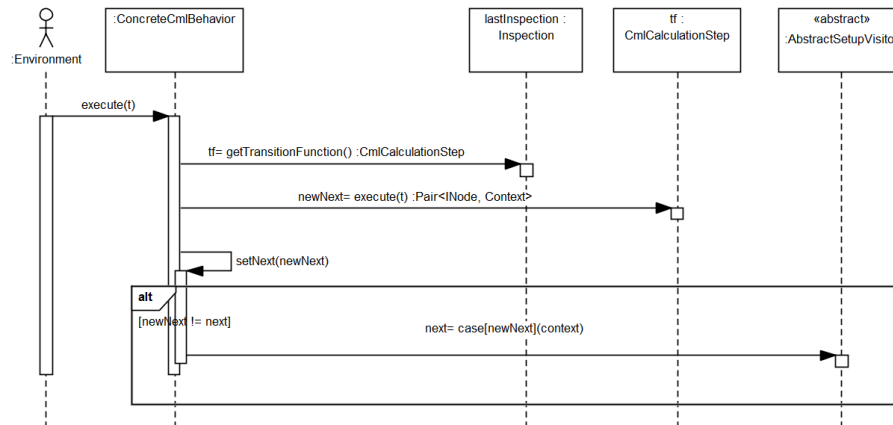 :ConcreteCmlBehavior
lastInspection :
Inspection
tf :
CmlCalculationStep
«abstract»
:AbstractSetupVisito
:Environment
execute(t)
tf= getTransitionFunction() :CmlCalculationStep
newNext= execute(t) :Pair<INode, Context>
setNext(newNext)
alt
[newNext != next]
next= case[newNext](context)